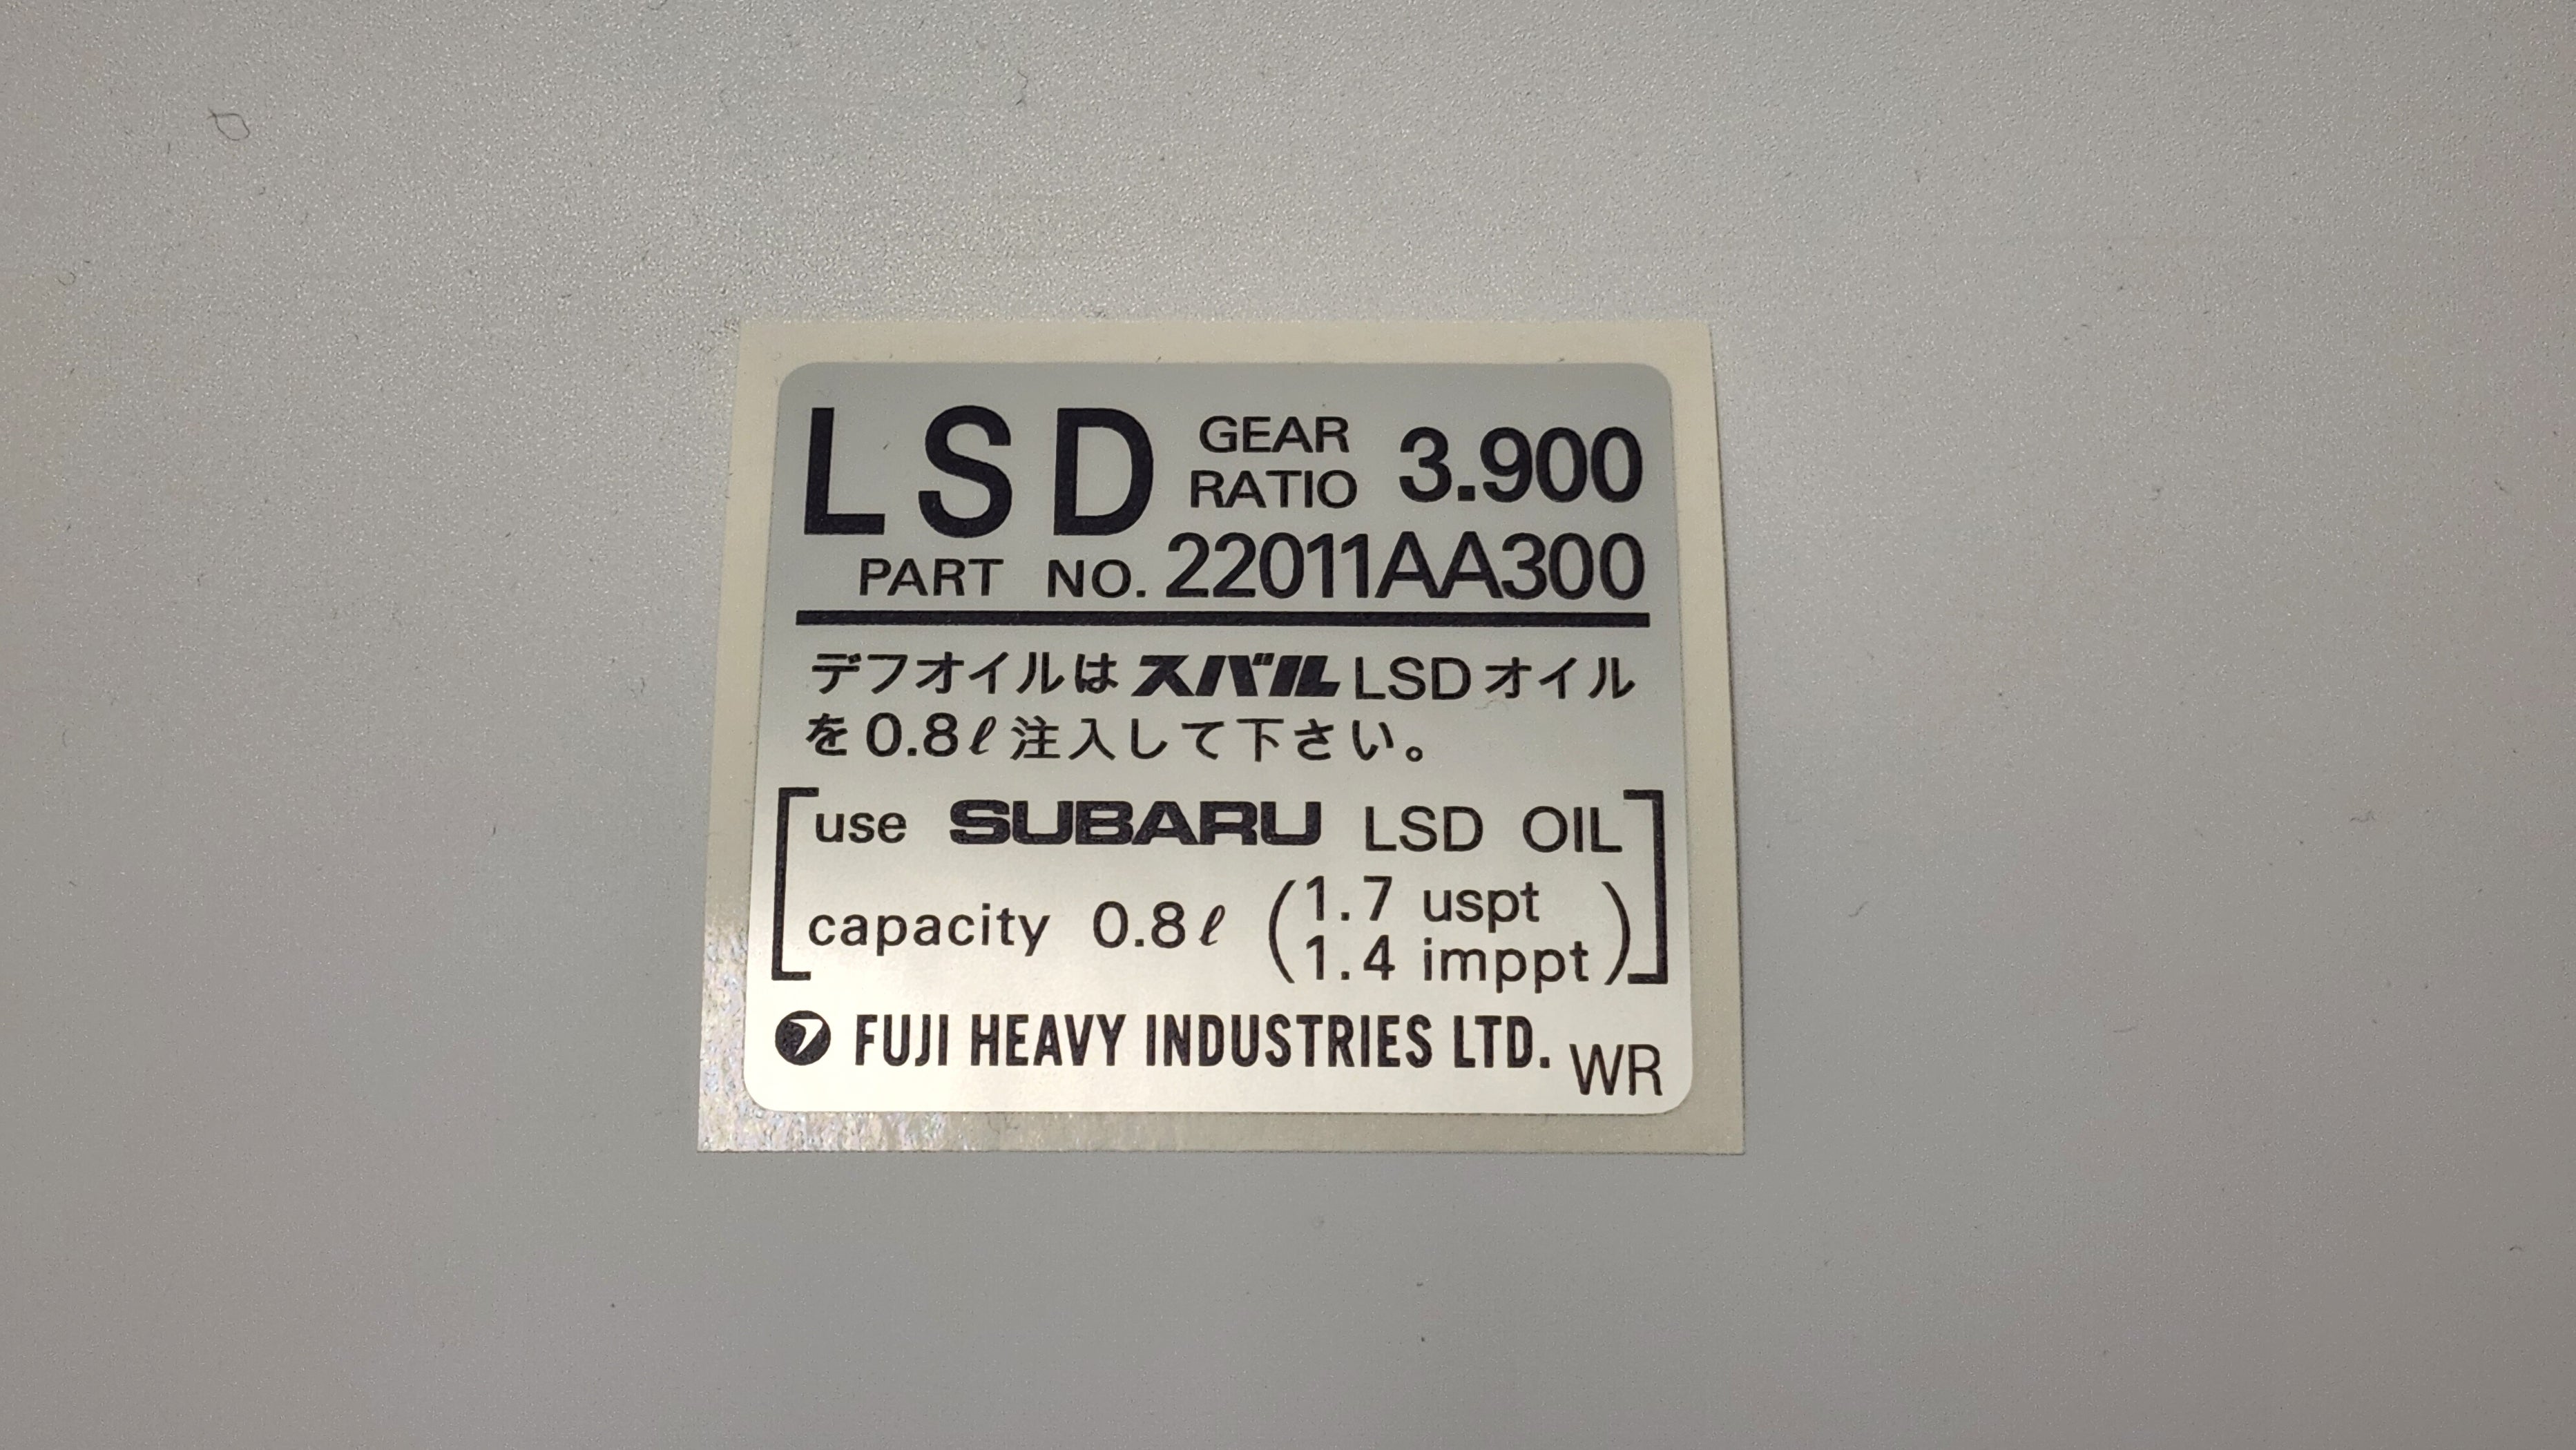 LSD GEAR RATIO 3.900
PART NO. 22011AA300
デフオイルはスバルLSDオイル
を0.8ℓ注入して下さい。
use SUBARU LSD OIL
capacity 0.8ℓ (1.7 uspt
1.4 imppt)
FUJI HEAVY INDUSTRIES LTD. WR